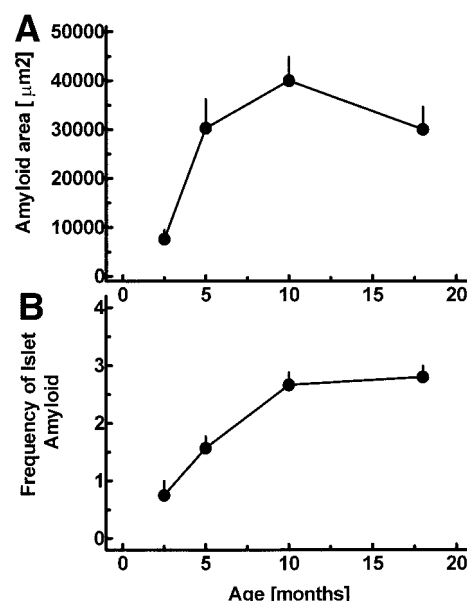 A
Amyloid area [ μm2]
50000
40000
30000
20000
10000
0
0 5 10 15 20
B
Frequency of Islet
Amyloid
4
3
2
1
0
0 5 10 15 20
Age [months]